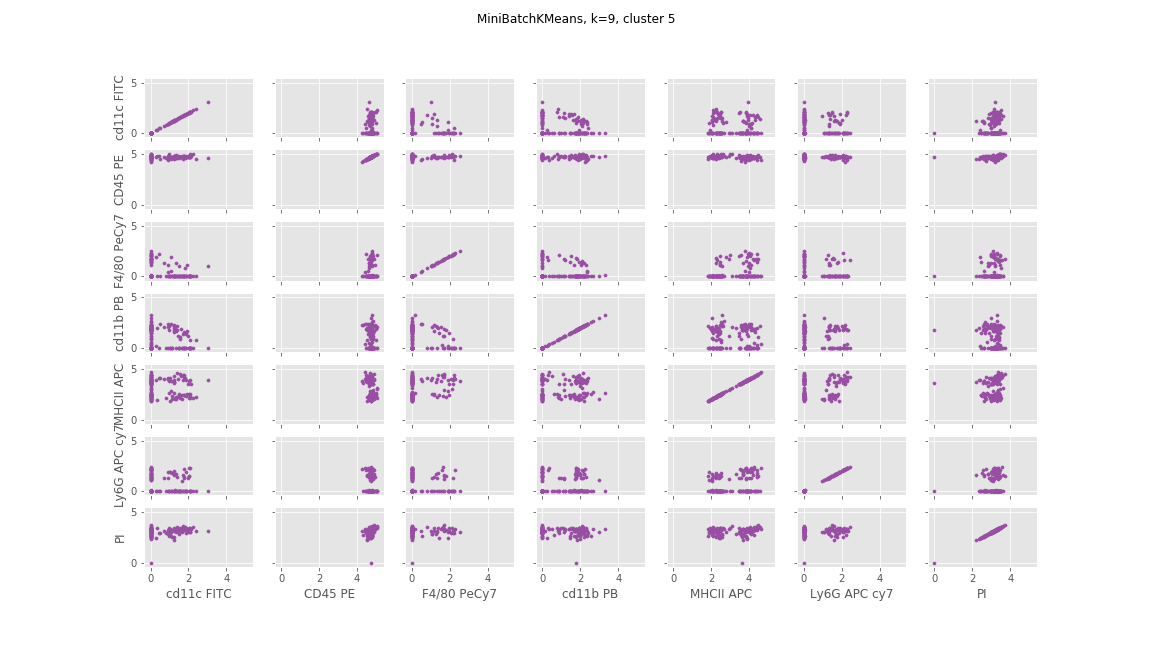 MiniBatchKMeans, k=9, cluster 5
cd11c FITC
5
0
CD45 PE
5
0
F4/80 PeCy7
5
0
cd11b PB
5
0
MHCII APC
5
0
Ly6G APC cy7
5
0
PI
5
0
0 2 4 0 2 4 0 2 4 0 2 4 0 2 4 0 2 4 0 2 4
cd11c FITC CD45 PE F4/80 PeCy7 cd11b PB MHCII APC Ly6G APC cy7 PI